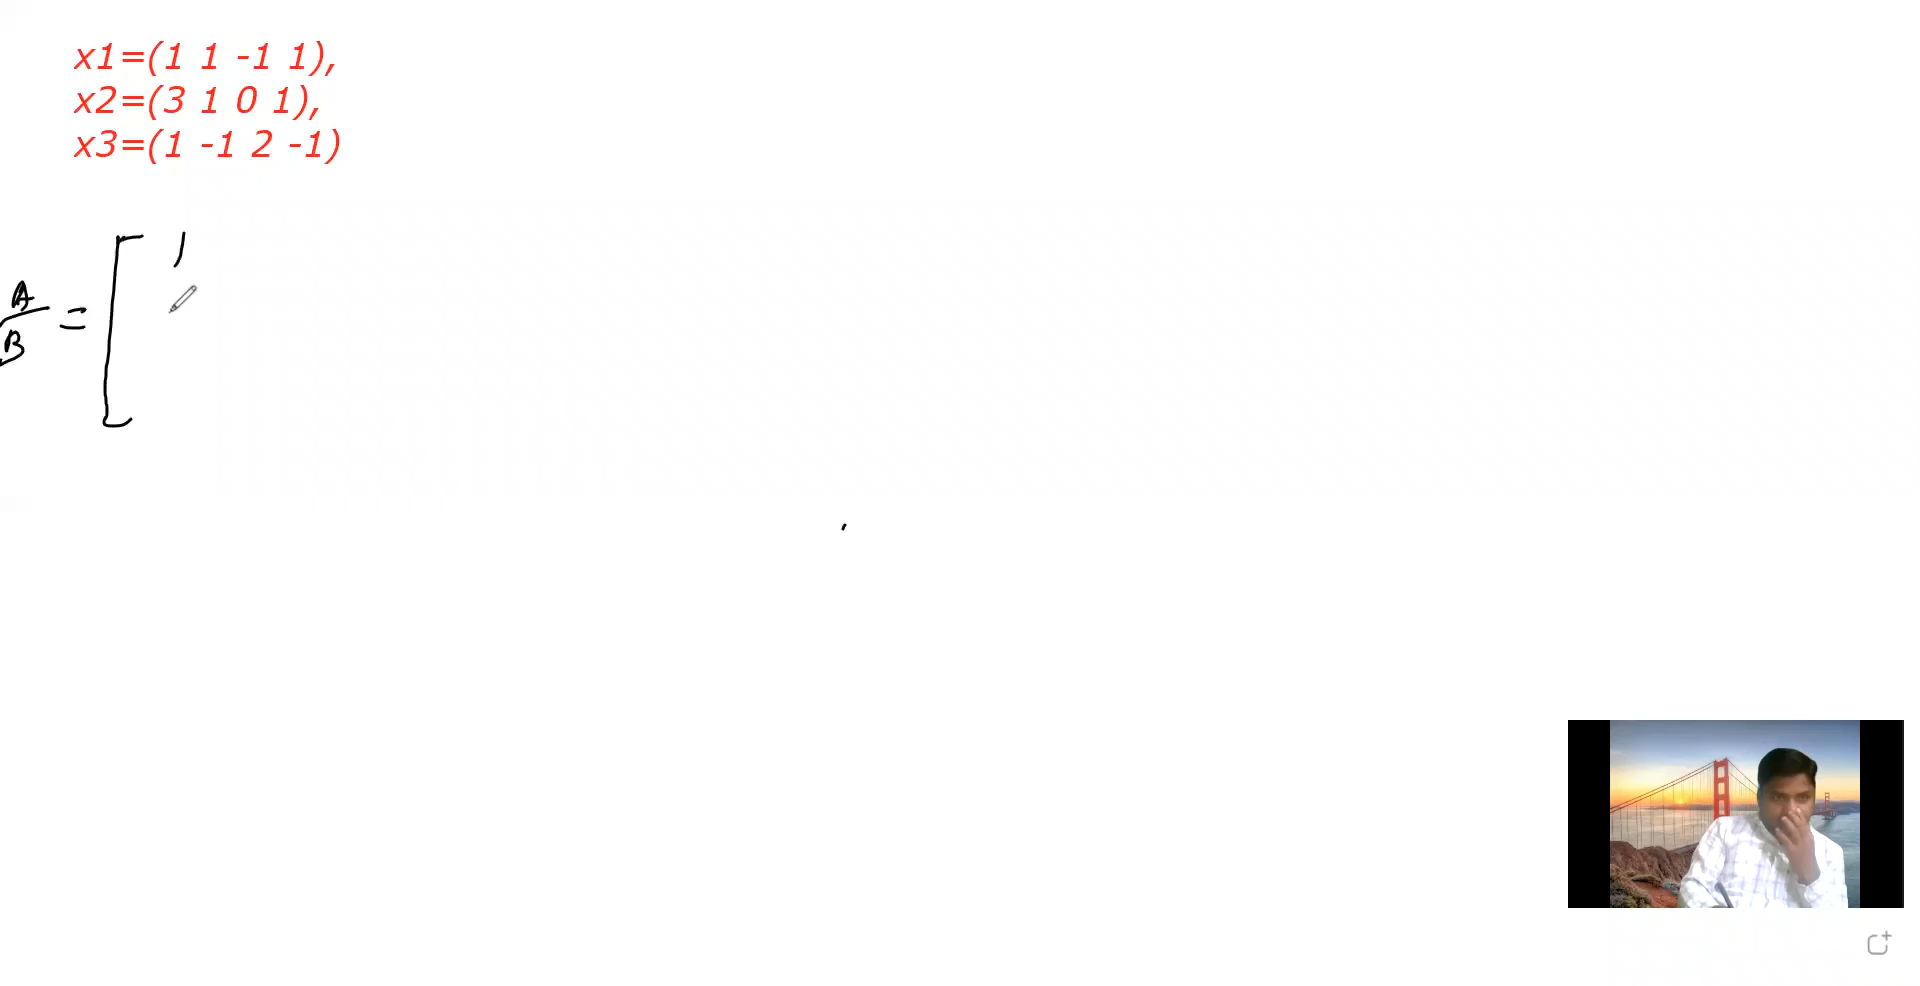 x1=(1 1 -1 1),
x2=(3 1 0 1),
x3=(1 -1 2 -1)
A
B
= [ 1